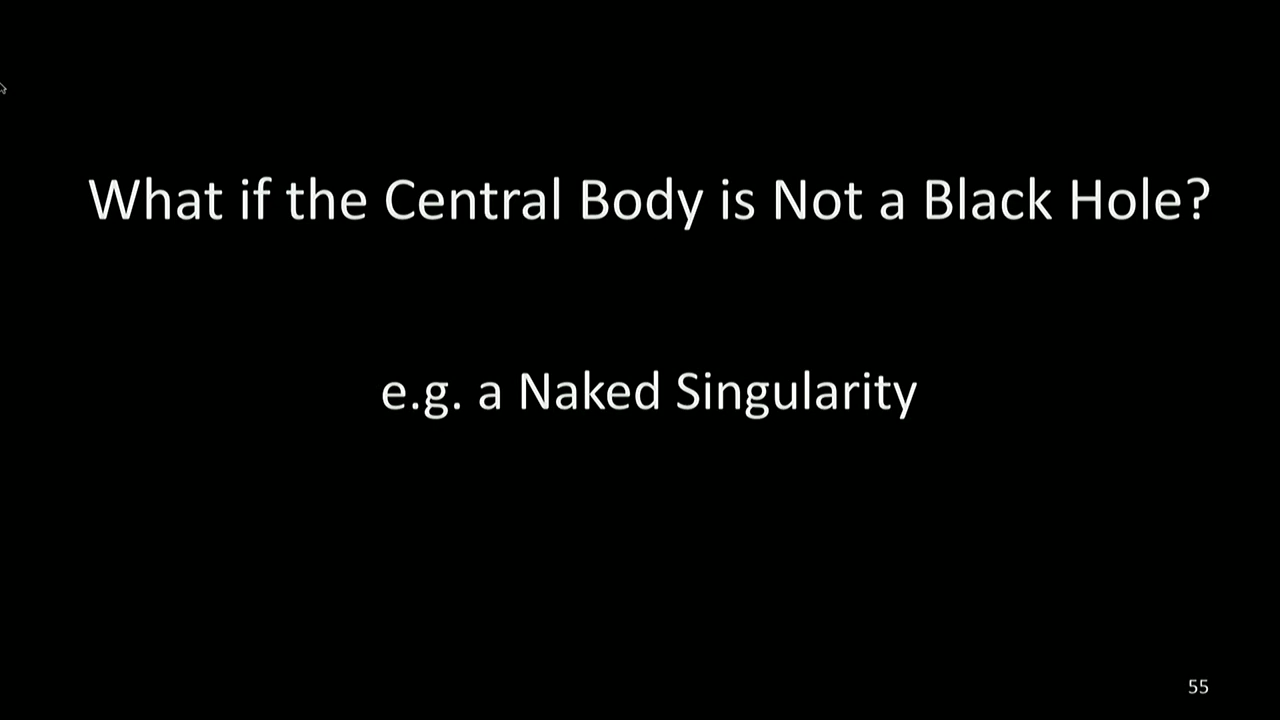 What if the Central Body is Not a Black Hole?
e.g. a Naked Singularity
55